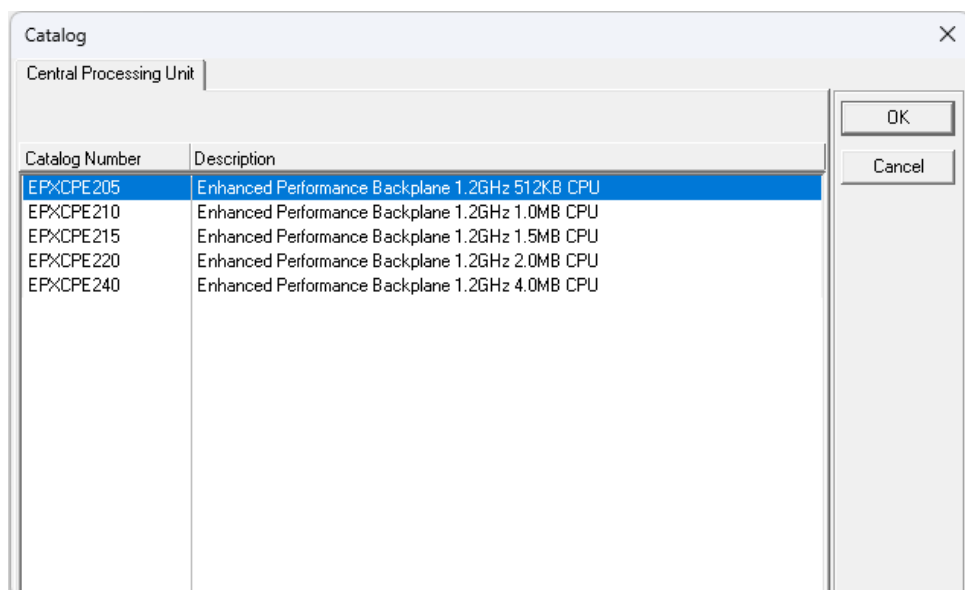 Catalog
Central Processing Unit
OK
Cancel
Catalog Number Description
EPXCPE205 Enhanced Performance Backplane 1.2GHz 512KB CPU
EPXCPE210 Enhanced Performance Backplane 1.2GHz 1.0MB CPU
EPXCPE215 Enhanced Performance Backplane 1.2GHz 1.5MB CPU
EPXCPE220 Enhanced Performance Backplane 1.2GHz 2.0MB CPU
EPXCPE240 Enhanced Performance Backplane 1.2GHz 4.0MB CPU